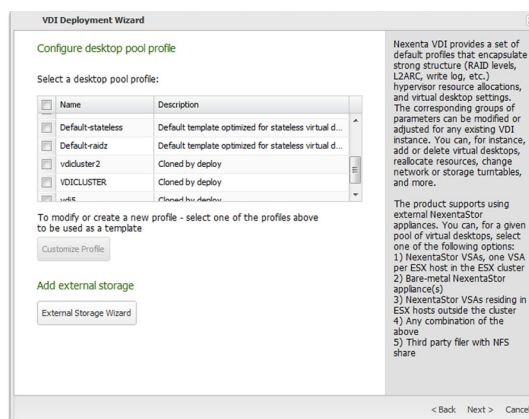 VDI Deployment Wizard
Configure desktop pool profile
Select a desktop pool profile:
Name Description
Default-stateless Default template optimized for stateless virtual d...
Default-raidz Default template optimized for stateless virtual d...
vdicluster2 Cloned by deploy
VDICLUSTER Cloned by deploy
vdi5 Cloned by deploy
To modify or create a new profile - select one of the profiles above
to be used as a template
Customize Profile
Add external storage
External Storage Wizard
Nexenta VDI provides a set of
default profiles that encapsulate
strong structure (RAID levels,
L2ARC, write log, etc.)
hypervisor resource allocations,
and virtual desktop settings.
The corresponding groups of
parameters can be modified or
adjusted for any existing VDI
instance. You can, for instance,
add or delete virtual desktops,
reallocate resources, change
network or storage turntables,
and more.
The product supports using
external NexentaStor
appliances. You can, for a given
pool of virtual desktops, select
one of the following options:
1) NexentaStor VSAs, one VSA
per ESX host in the ESX cluster
2) Bare-metal NexentaStor
appliance(s)
3) NexentaStor VSAs residing in
ESX hosts outside the cluster
4) Any combination of the
above
5) Third party filer with NFS
share
< Back Next > Cancel